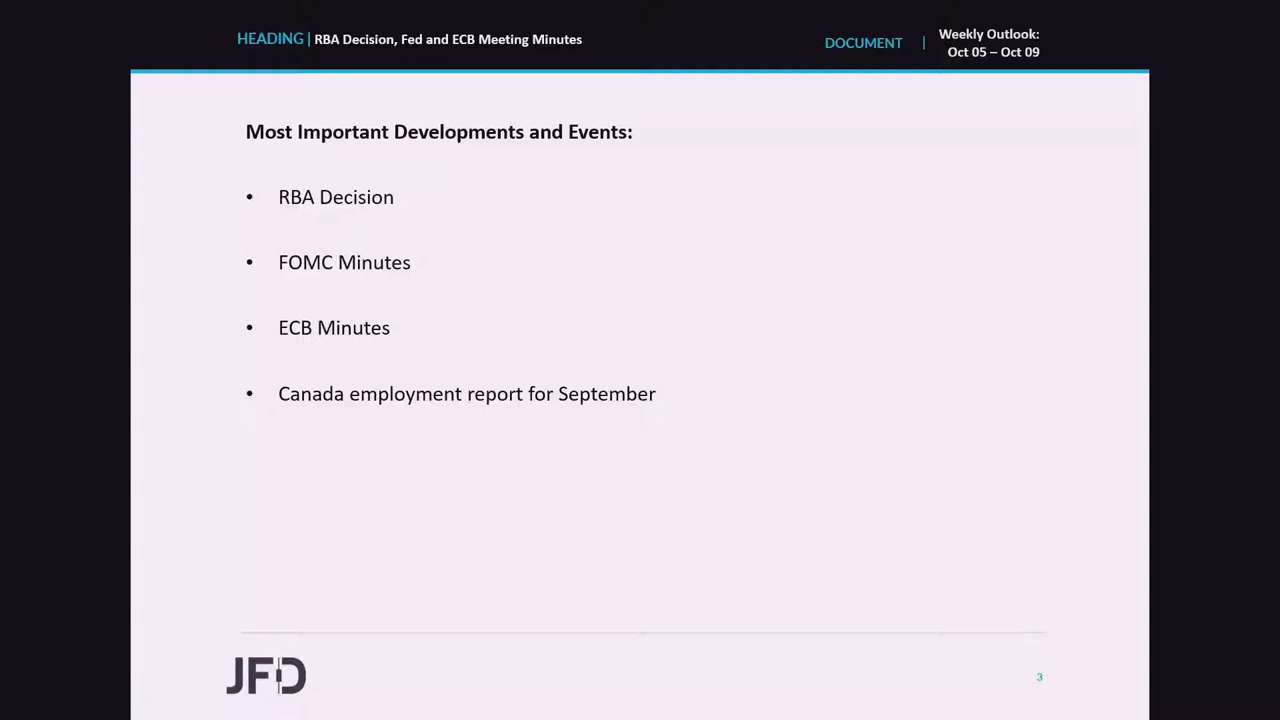 HEADING | RBA Decision, Fed and ECB Meeting Minutes
DOCUMENT | Weekly Outlook:
Oct 05 – Oct 09
Most Important Developments and Events:
• RBA Decision
• FOMC Minutes
• ECB Minutes
• Canada employment report for September
JFD
3